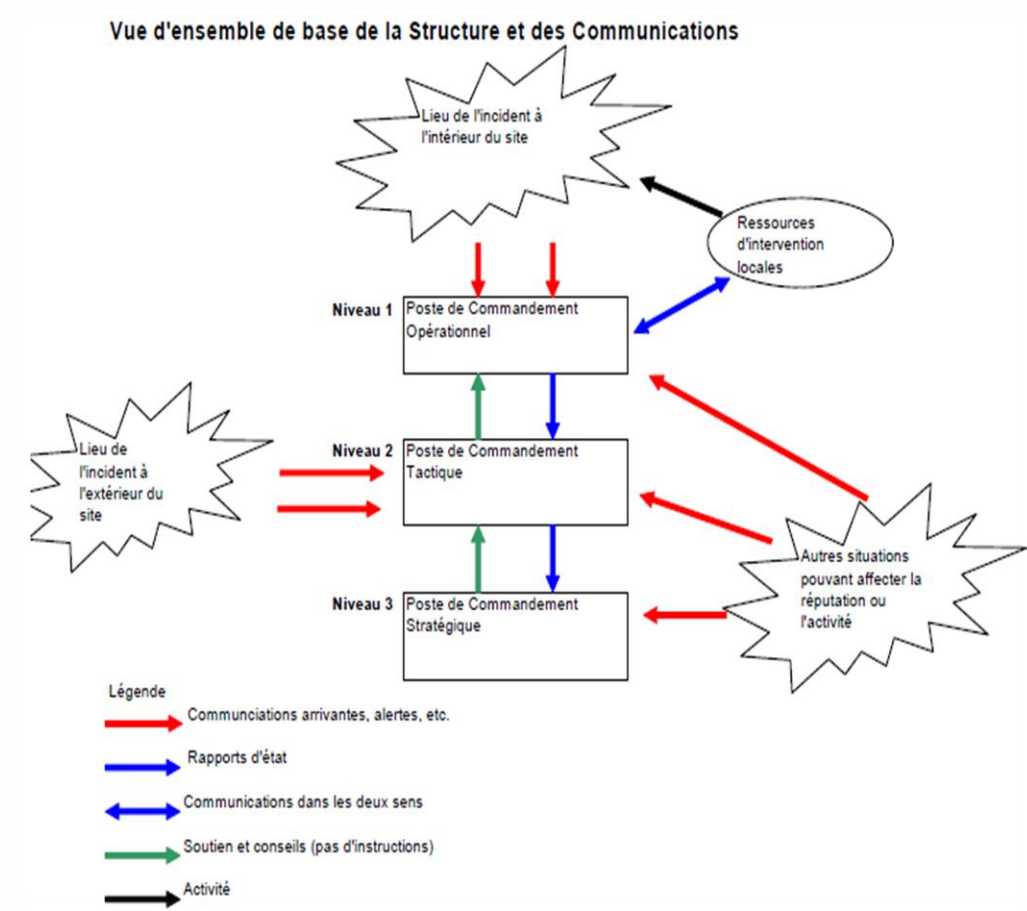 Vue d'ensemble de base de la Structure et des Communications
Lieu de l'incident à
l'intérieur du site
Ressources
d'intervention
locales
Niveau 1
Poste de Commandement
Opérationnel
Lieu de
l'incident à
l'extérieur du
site
Niveau 2
Poste de Commandement
Tactique
Autres situations
pouvant affecter la
réputation ou
l'activité
Niveau 3
Poste de Commandement
Stratégique
Légende
Communciations arrivantes, alertes, etc.
Rapports d'état
Communications dans les deux sens
Soutien et conseils (pas d'instructions)
Activité